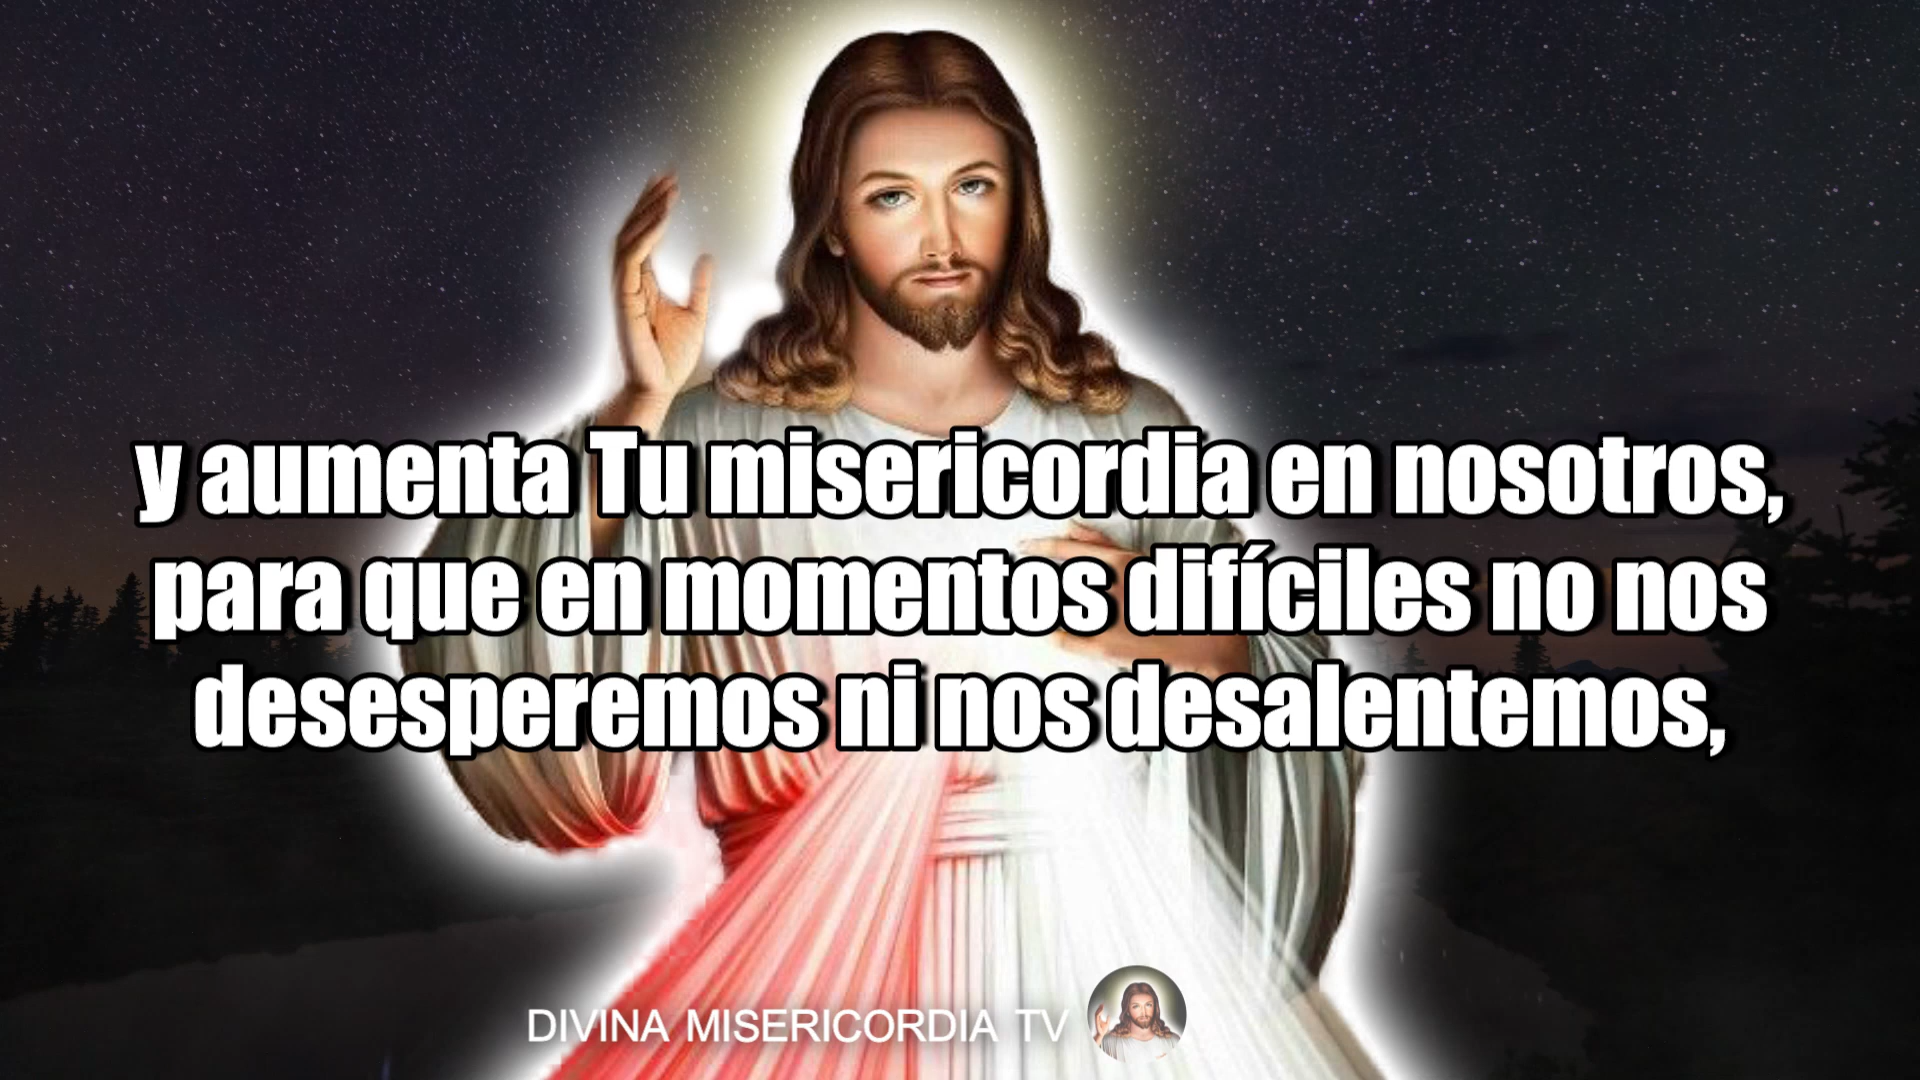 y aumenta Tu misericordia en nosotros,
para que en momentos difíciles no nos
desesperemos ni nos desalentemos,
DIVINA MISERICORDIA TV